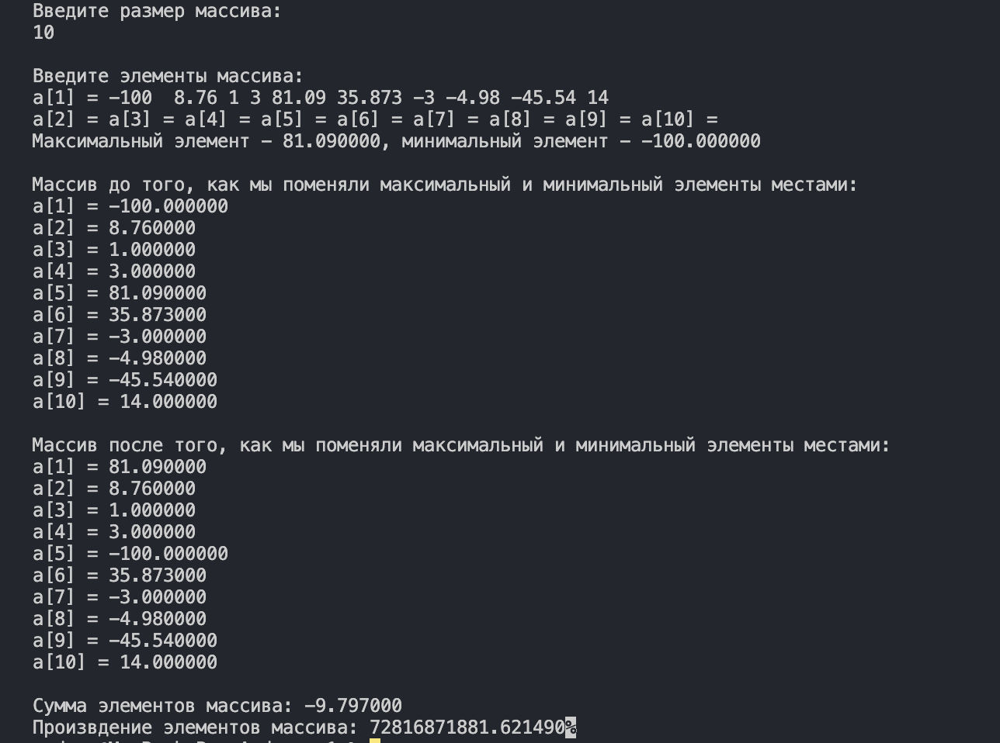 Введите размер массива:
10
Введите элементы массива:
a[1] = -100  8.76 1 3 81.09 35.873 -3 -4.98 -45.54 14
a[2] = a[3] = a[4] = a[5] = a[6] = a[7] = a[8] = a[9] = a[10] =
Максимальный элемент - 81.090000, минимальный элемент - -100.000000
Массив до того, как мы поменяли максимальный и минимальный элементы местами:
a[1] = -100.000000
a[2] = 8.760000
a[3] = 1.000000
a[4] = 3.000000
a[5] = 81.090000
a[6] = 35.873000
a[7] = -3.000000
a[8] = -4.980000
a[9] = -45.540000
a[10] = 14.000000
Массив после того, как мы поменяли максимальный и минимальный элементы местами:
a[1] = 81.090000
a[2] = 8.760000
a[3] = 1.000000
a[4] = 3.000000
a[5] = -100.000000
a[6] = 35.873000
a[7] = -3.000000
a[8] = -4.980000
a[9] = -45.540000
a[10] = 14.000000
Сумма элементов массива: -9.797000
Произвдение элементов массива: 72816871881.621490%